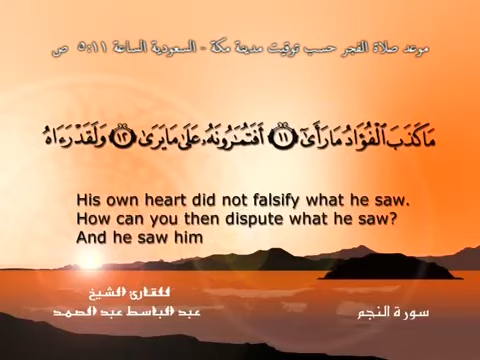 موعد صلاة الفجر حسب توقيت مدينة مكة - السعودية الساعة ٥:١١ ص
مَا كَذَبَ الْفُؤَادُ مَا رَأَىٰ ﴿١١﴾ أَفَتُمَارُونَهُ عَلَىٰ مَا يَرَىٰ ﴿١٢﴾ وَلَقَدْ رَءَاهُ
His own heart did not falsify what he saw.
How can you then dispute what he saw?
And he saw him
القارئ الشيخ
عبد الباسط عبد الصمد
سورة النجم